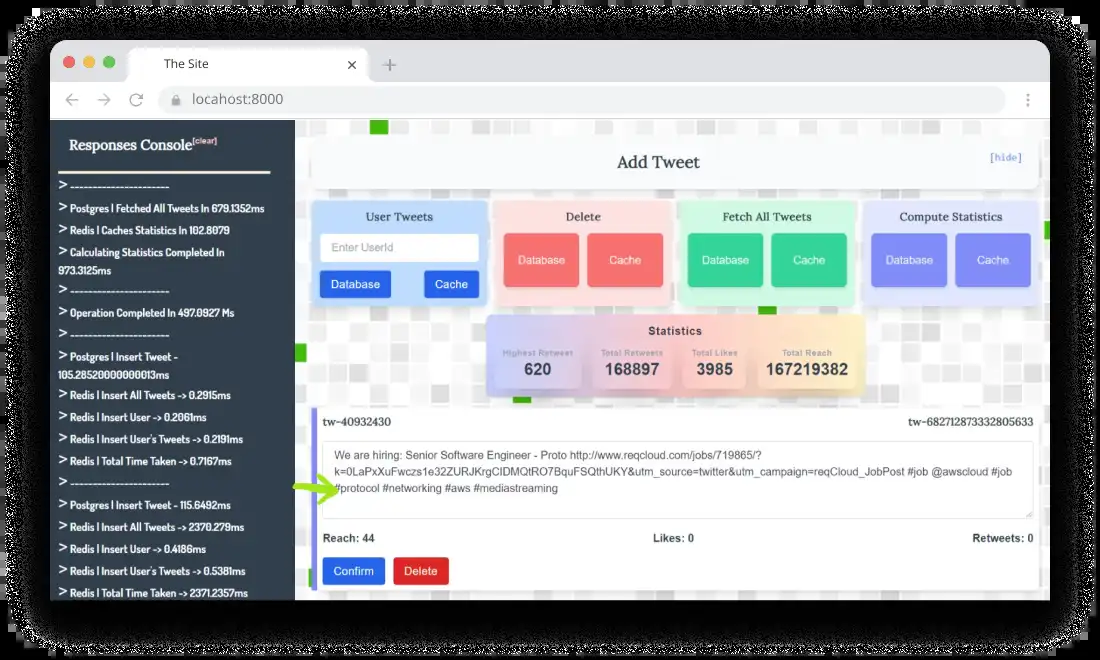 The Site
locahost:8000
Responses Console[clear]
> ----------------------
> Postgres | Fetched All Tweets In 679.1352ms
> Redis | Caches Statistics In 102.8079
> Calculating Statistics Completed In
973.3125ms
> ----------------------
> Operation Completed In 497.0927 Ms
> ----------------------
> Postgres | Insert Tweet -
105.28520000000013ms
> Redis | Insert All Tweets -> 0.2915ms
> Redis | Insert User -> 0.2061ms
> Redis | Insert User's Tweets -> 0.2191ms
> Redis | Total Time Taken -> 0.7167ms
> ----------------------
> Postgres | Insert Tweet - 115.6492ms
> Redis | Insert All Tweets -> 2370.279ms
> Redis | Insert User -> 0.4186ms
> Redis | Insert User's Tweets -> 0.5381ms
> Redis | Total Time Taken -> 2371.2357ms
Add Tweet
[hide]
User Tweets
Enter UserId
Database Cache
Delete
Database Cache
Fetch All Tweets
Database Cache
Compute Statistics
Database Cache
Statistics
Highest Retweet Total Retweets Total Likes Total Reach
620 168897 3985 167219382
tw-40932430 tw-682712873332805633
We are hiring: Senior Software Engineer - Proto http://www.reqcloud.com/jobs/719865/?
k=0LaPxXuFwczs1e32ZURJKrgCIDMQtRO7BquFSQthUKY&utm_source=twitter&utm_campaign=reqCloud_JobPost #job @awscloud #job
#protocol #networking #aws #mediastreaming
Reach: 44 Likes: 0 Retweets: 0
Confirm Delete